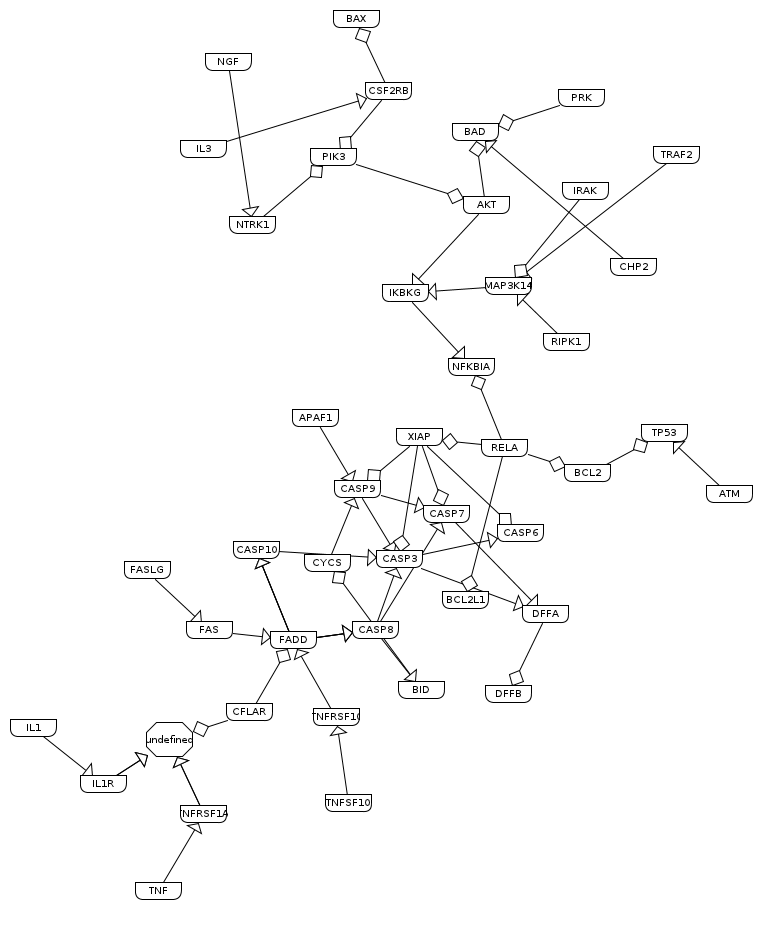 BAX
NGF
CSF2RB
PRK
BAD
IL3
PIK3
TRAF2
IRAK
AKT
NTRK1
CHP2
MAP3K14
IKBKG
RIPK1
NFKBIA
APAF1
XIAP
TP53
RELA
BCL2
CASP9
ATM
CASP7
CASP6
CASP10
CYCS
CASP3
FASLG
BCL2L1
DFFA
FAS
FADD
CASP8
BID
DFFB
CFLAR
TNFRSF10
IL1
undefined
IL1R
TNFSF10
TNFRSF1A
TNF